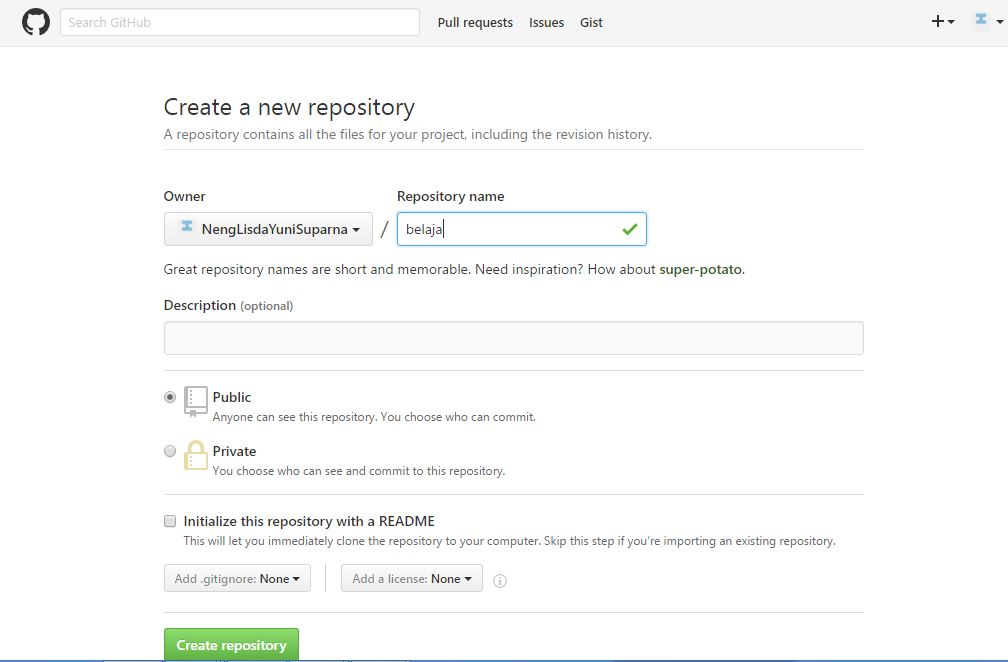 Search GitHub Pull requests Issues Gist
Create a new repository
A repository contains all the files for your project, including the revision history.
Owner Repository name
NengLisdaYuniSuparna / belaja
Great repository names are short and memorable. Need inspiration? How about super-potato.
Description (optional)
Public
Anyone can see this repository. You choose who can commit.
Private
You choose who can see and commit to this repository.
Initialize this repository with a README
This will let you immediately clone the repository to your computer. Skip this step if you're importing an existing repository.
Add .gitignore: None Add a license: None
Create repository